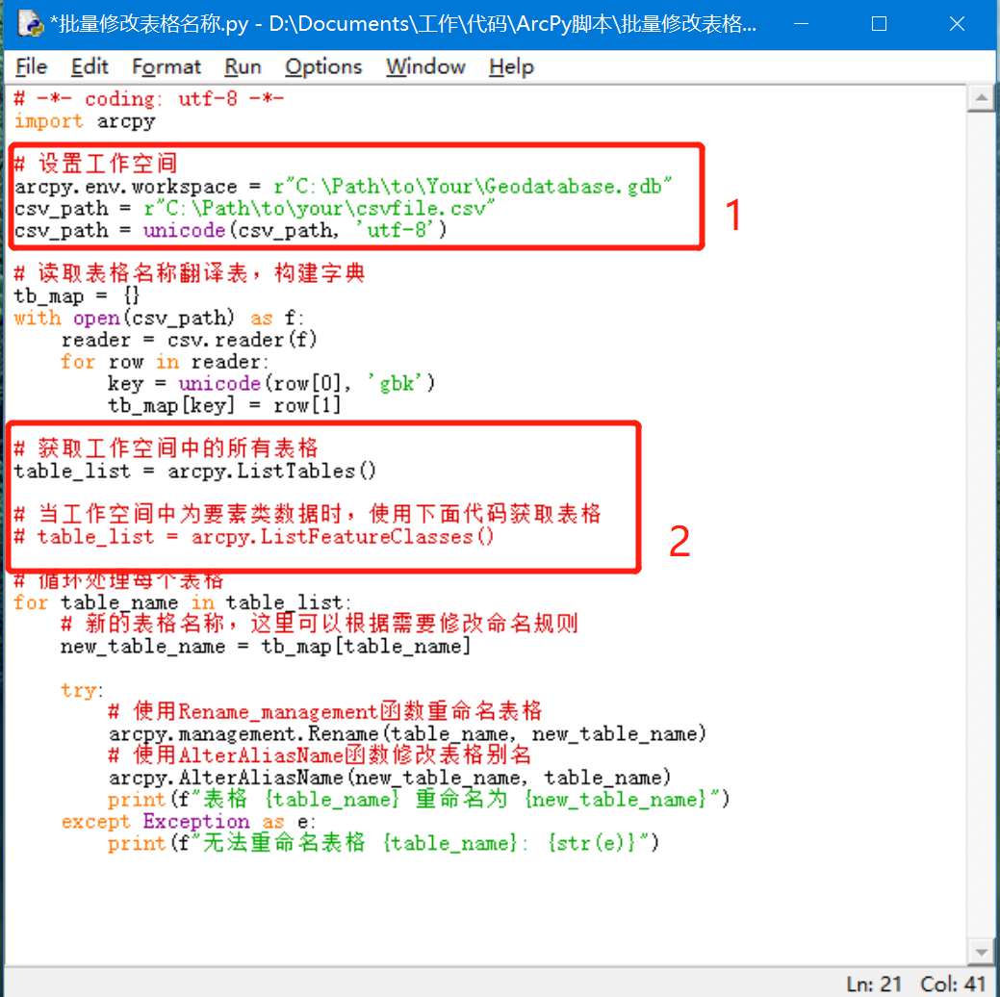 *批量修改表格名称.py - D:\Documents\工作\代码\ArcPy脚本\批量修改表格...
File Edit Format Run Options Window Help
# -*- coding: utf-8 -*-
import arcpy
# 设置工作空间
arcpy.env.workspace = r"C:\Path\to\Your\Geodatabase.gdb"
csv_path = r"C:\Path\to\your\csvfile.csv"
csv_path = unicode(csv_path, 'utf-8')
1
# 读取表格名称翻译表，构建字典
tb_map = {}
with open(csv_path) as f:
    reader = csv.reader(f)
    for row in reader:
        key = unicode(row[0], 'gbk')
        tb_map[key] = row[1]
# 获取工作空间中的所有表格
table_list = arcpy.ListTables()
# 当工作空间中为要素类数据时，使用下面代码获取表格
# table_list = arcpy.ListFeatureClasses()
2
# 循环处理每个表格
for table_name in table_list:
    # 新的表格名称，这里可以根据需要修改命名规则
    new_table_name = tb_map[table_name]
    try:
        # 使用Rename_management函数重命名表格
        arcpy.management.Rename(table_name, new_table_name)
        # 使用AlterAliasName函数修改表格别名
        arcpy.AlterAliasName(new_table_name, table_name)
        print(f"表格 {table_name} 重命名为 {new_table_name}")
    except Exception as e:
        print(f"无法重命名表格 {table_name}: {str(e)}")
Ln: 21 Col: 41